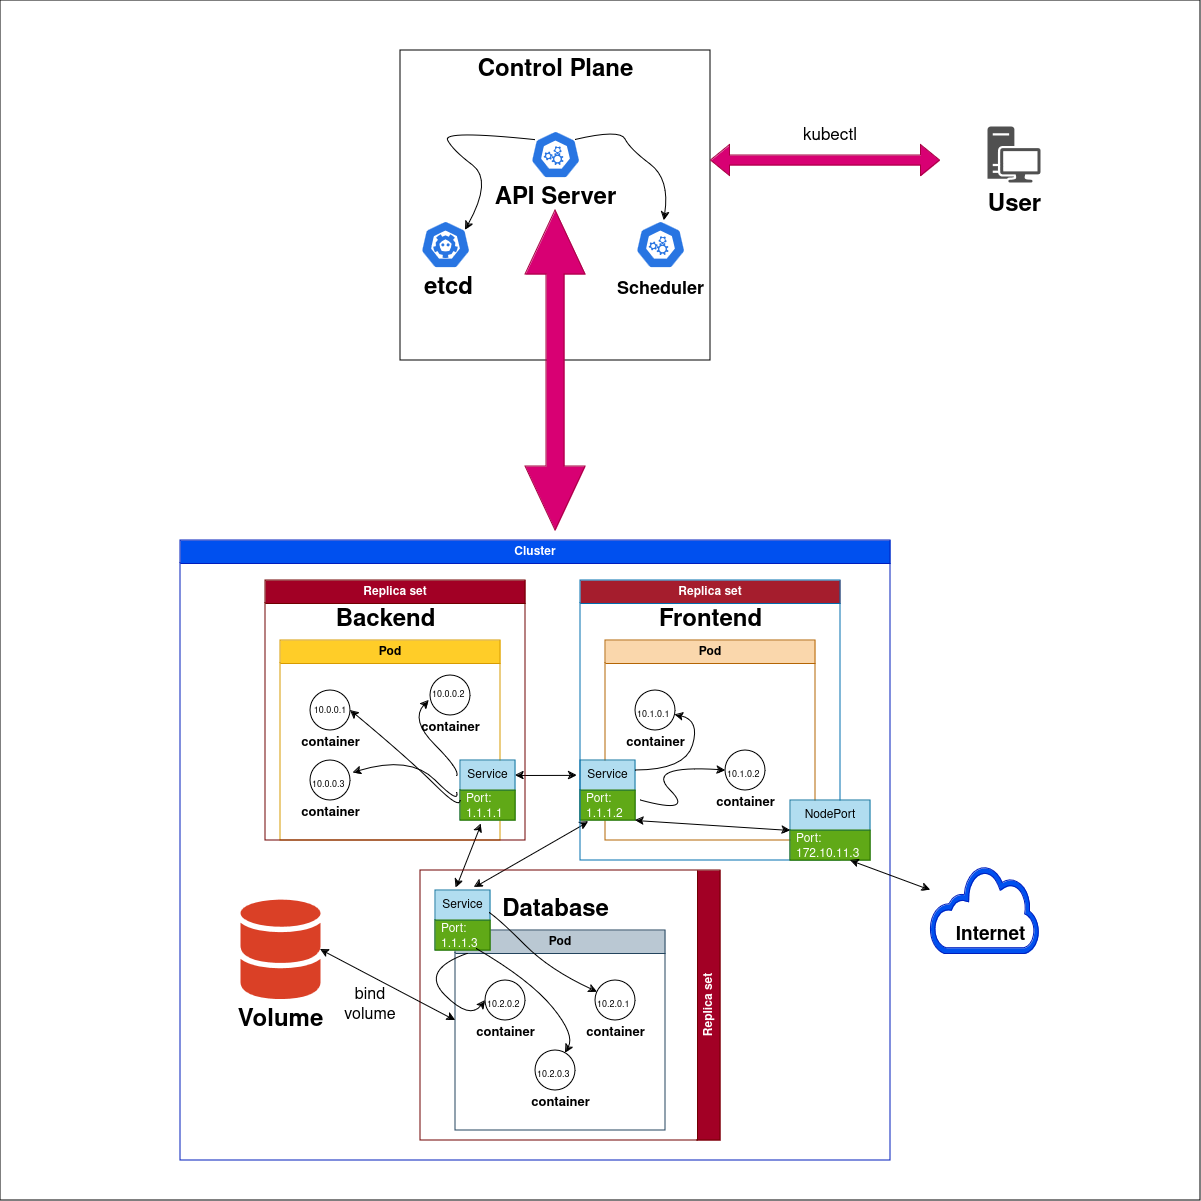 Control Plane
kubectl
API Server
User
etcd
Scheduler
Cluster
Replica set
Backend
Pod
10.0.0.1
container
10.0.0.2
container
10.0.0.3
container
Service
Port:
1.1.1.1
Replica set
Frontend
Pod
10.1.0.1
container
10.1.0.2
container
Service
Port:
1.1.1.2
NodePort
Port:
172.10.11.3
Internet
Service
Port:
1.1.1.3
Database
Pod
10.2.0.2
container
10.2.0.1
container
10.2.0.3
container
Replica set
Volume
bind
volume